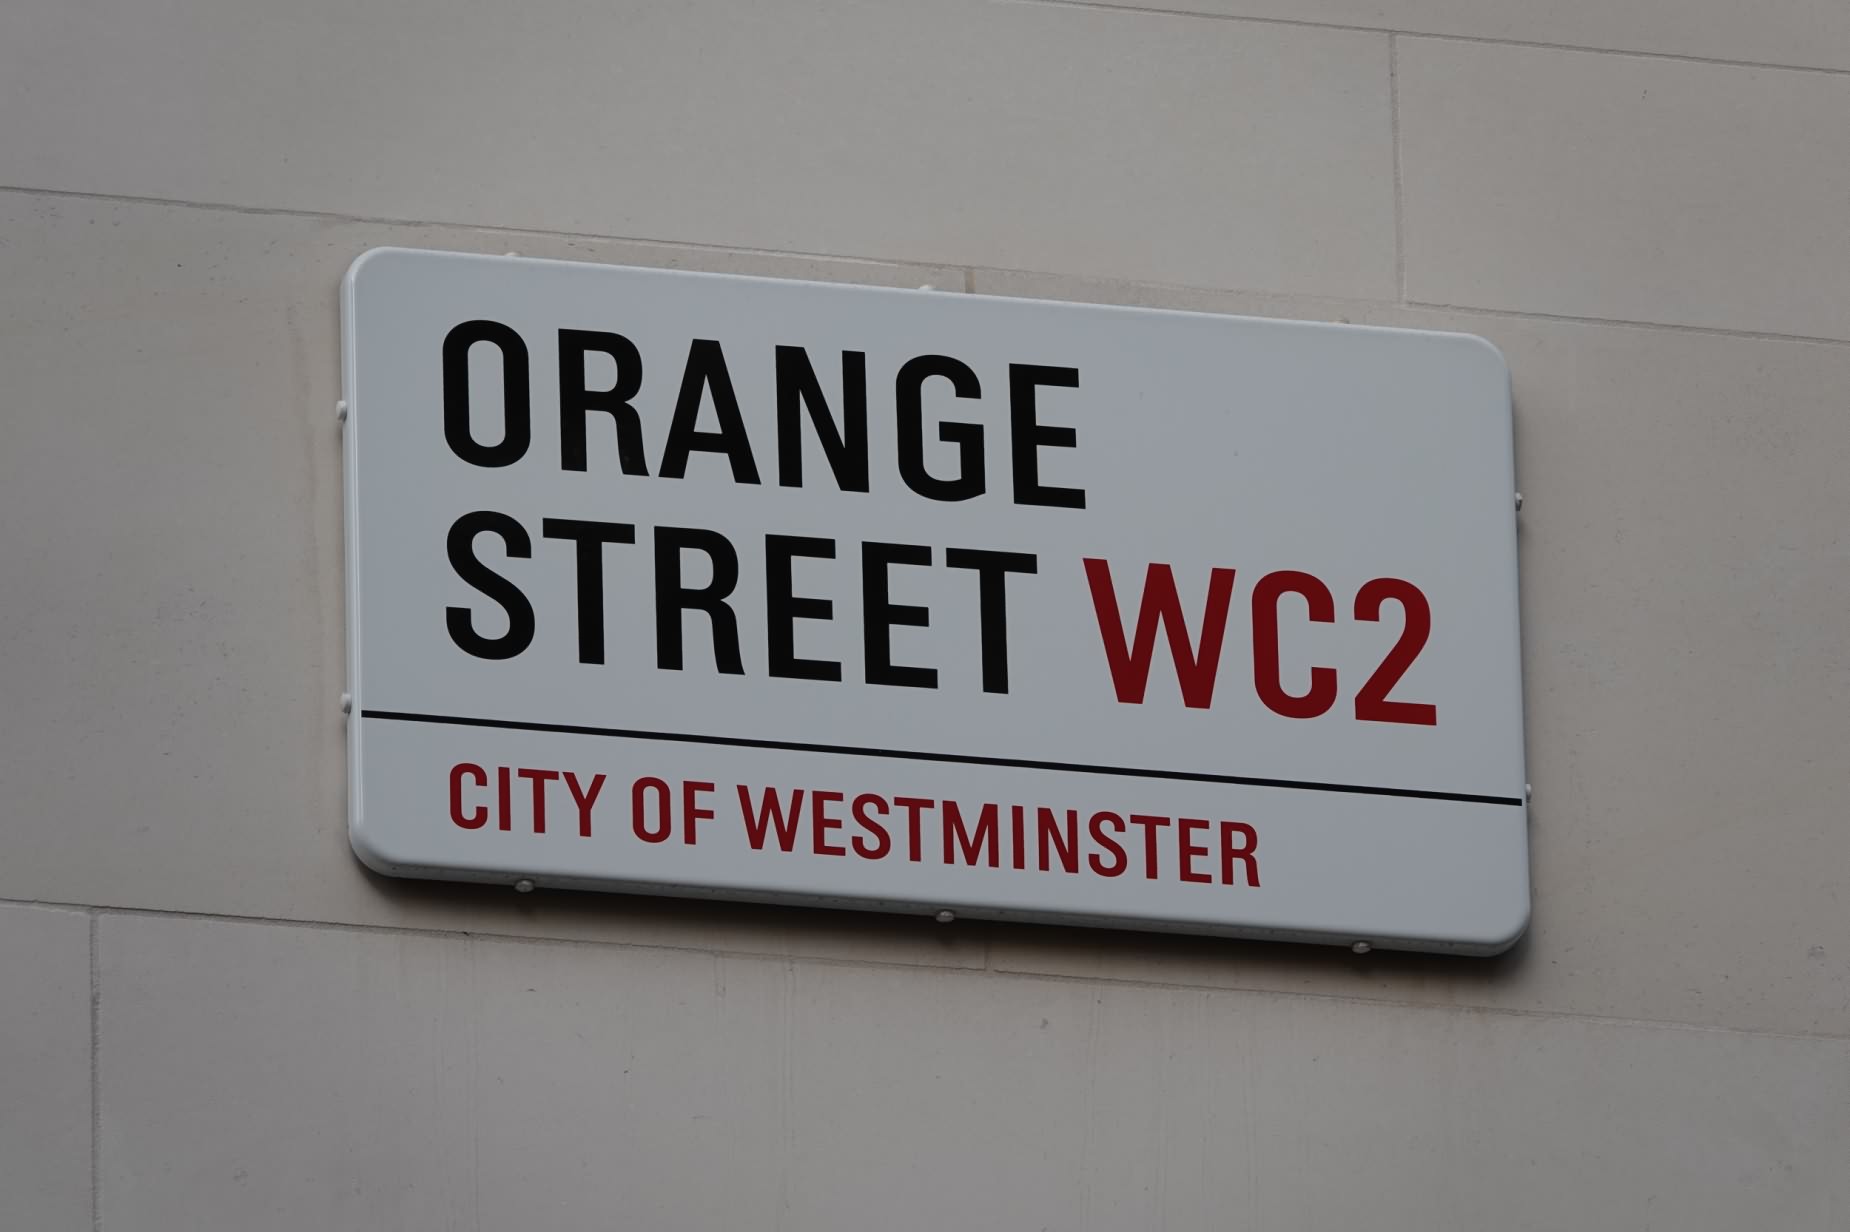 ORANGE
STREET WC2
CITY OF WESTMINSTER